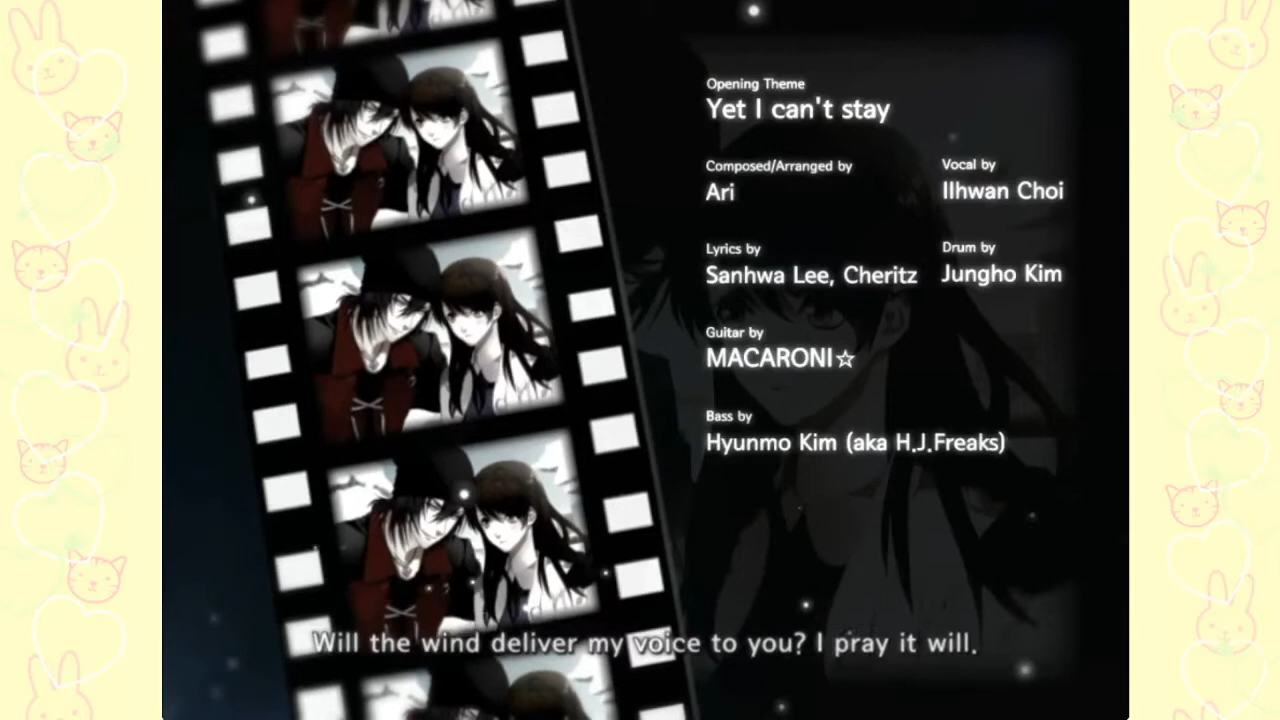 Opening Theme
Yet I can't stay
Composed/Arranged by
Ari
Vocal by
Ilhwan Choi
Lyrics by
Sanhwa Lee, Cheritz
Drum by
Jungho Kim
Guitar by
MACARONI☆
Bass by
Hyunmo Kim (aka H.J.Freaks)
Will the wind deliver my voice to you? I pray it will.